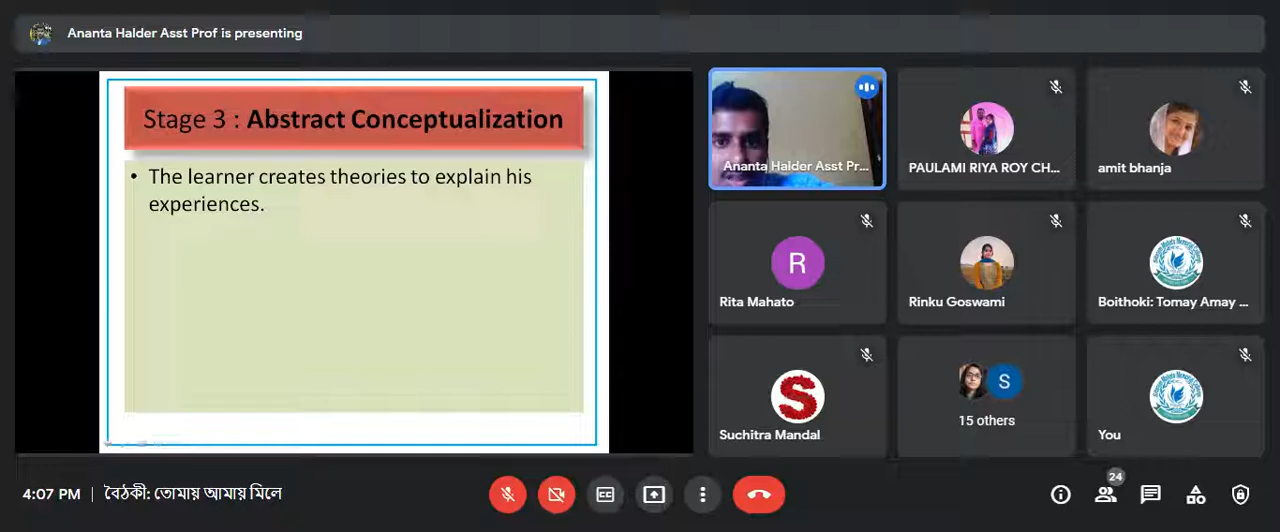 Ananta Halder Asst Prof is presenting
Stage 3 : Abstract Conceptualization
• The learner creates theories to explain his
experiences.
Ananta Halder Asst Pr...
PAULAMI RIYA ROY CH...
amit bhanja
R
Rita Mahato
Rinku Goswami
Boithoki: Tomay Amay ...
S
Suchitra Mandal
S
15 others
You
4:07 PM | বৈঠকী: তোমায় আমায় মিলে
CC
24